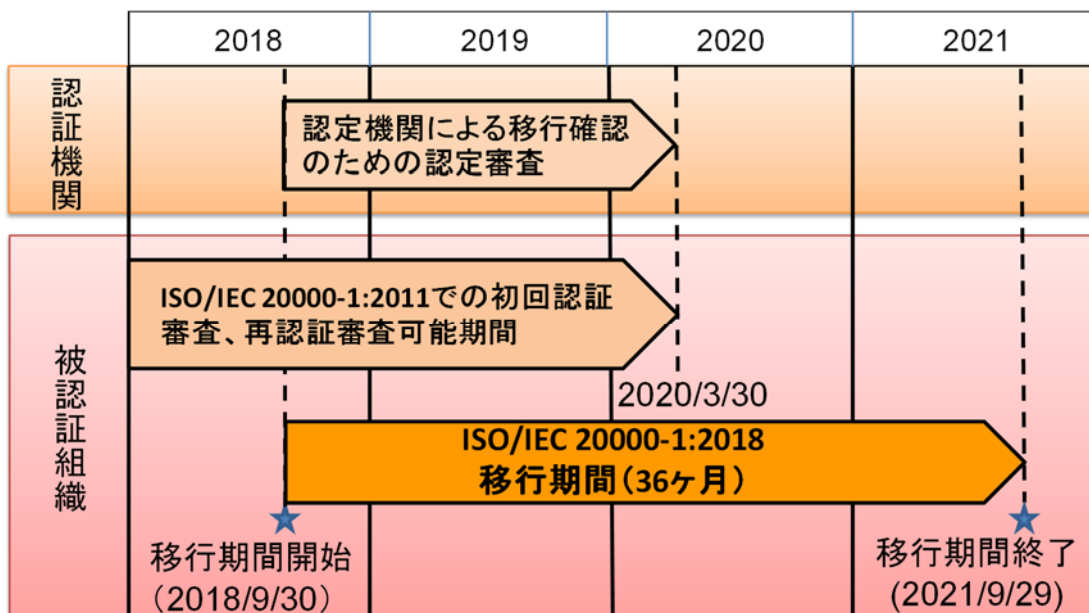 2018
2019
2020
2021
認証機関
認定機関による移行確認
のための認定審査
被認証組織
ISO/IEC 20000-1:2011での初回認証
審査、再認証審査可能期間
2020/3/30
ISO/IEC 20000-1:2018
移行期間(36ヶ月)
移行期間開始
(2018/9/30)
移行期間終了
(2021/9/29)